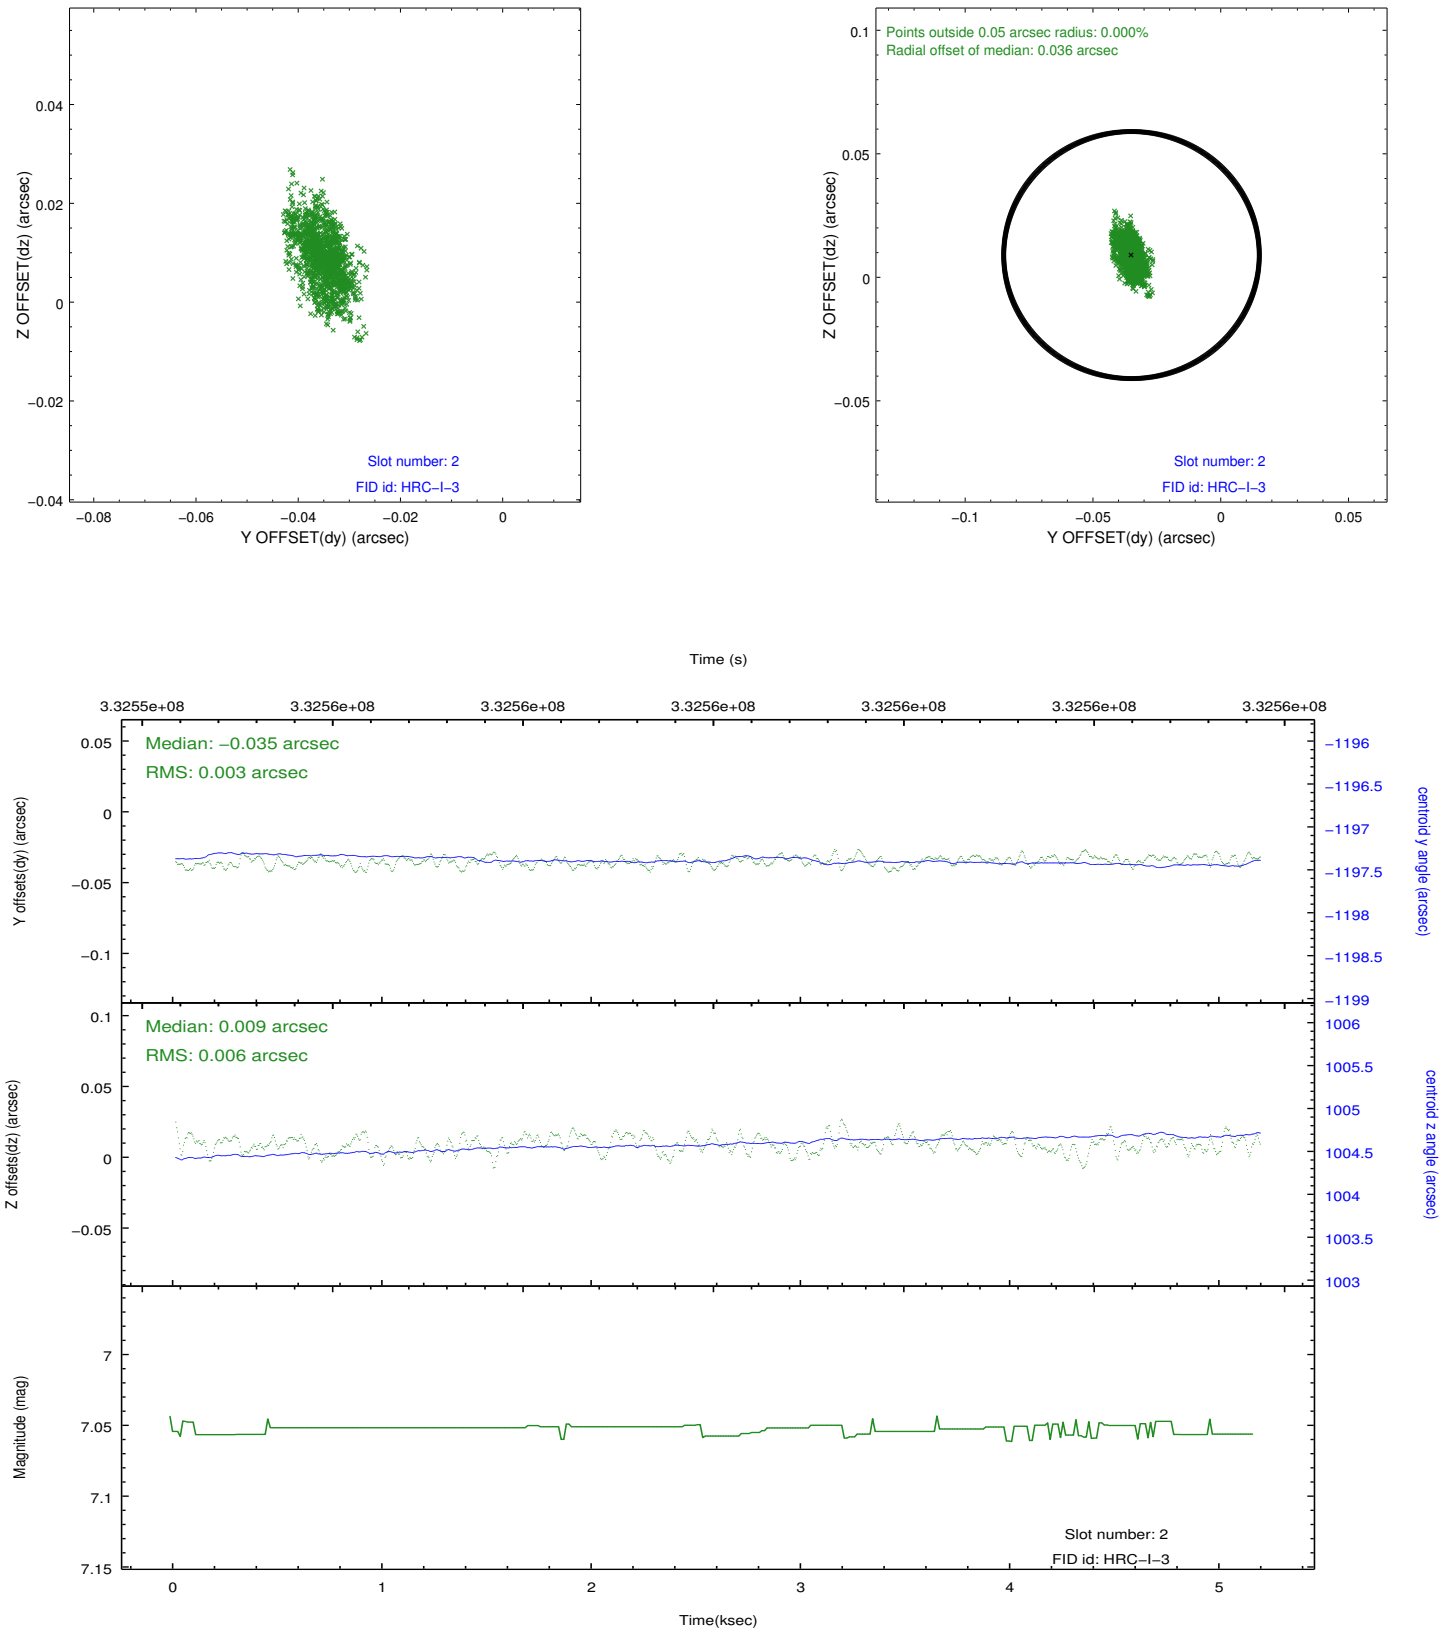 0.04
0.02
0
−0.02
−0.04
Z OFFSET(dz) (arcsec)
Slot number: 2
FID id: HRC−I−3
−0.08 −0.06 −0.04 −0.02 0
Y OFFSET(dy) (arcsec)
Points outside 0.05 arcsec radius: 0.000%
Radial offset of median: 0.036 arcsec
0.1
0.05
0
−0.05
Z OFFSET(dz) (arcsec)
Slot number: 2
FID id: HRC−I−3
−0.1 −0.05 0 0.05
Y OFFSET(dy) (arcsec)
Time (s)
3.3255e+08 3.3256e+08 3.3256e+08 3.3256e+08 3.3256e+08 3.3256e+08 3.3256e+08
Median: −0.035 arcsec
RMS: 0.003 arcsec
0.05
0
−0.05
−0.1
Y offsets(dy) (arcsec)
−1196
−1196.5
−1197
−1197.5
−1198
−1198.5
−1199
centroid y angle (arcsec)
Median: 0.009 arcsec
RMS: 0.006 arcsec
0.1
0.05
0
−0.05
Z offsets(dz) (arcsec)
1006
1005.5
1005
1004.5
1004
1003.5
1003
centroid z angle (arcsec)
7
7.05
7.1
7.15
Magnitude (mag)
Slot number: 2
FID id: HRC−I−3
0 1 2 3 4 5
Time(ksec)